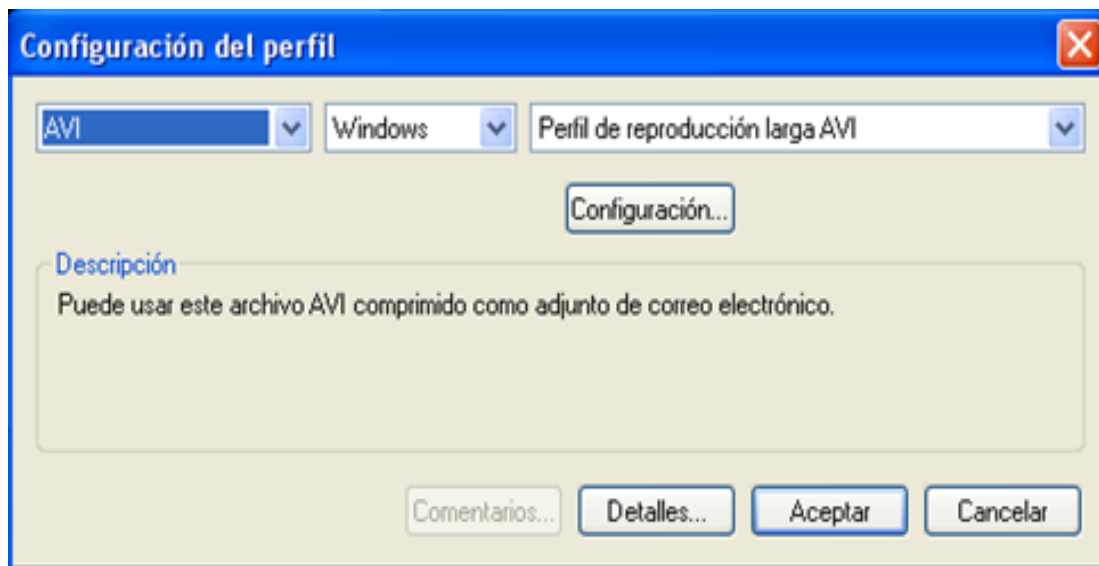 Configuración del perfil
AVI Windows Perfil de reproducción larga AVI
Configuración...
Descripción
Puede usar este archivo AVI comprimido como adjunto de correo electrónico.
Comentarios... Detalles... Aceptar Cancelar